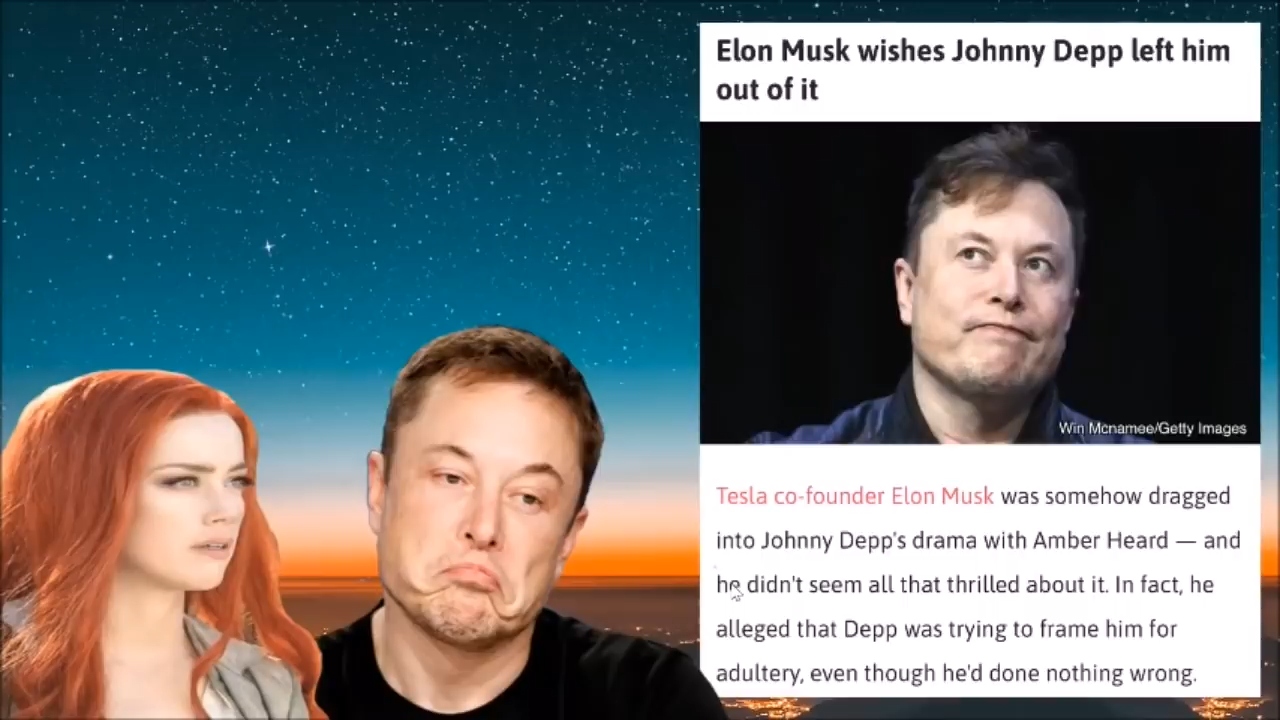 Elon Musk wishes Johnny Depp left him
out of it
Win Mcnamee/Getty Images
Tesla co-founder Elon Musk was somehow dragged
into Johnny Depp's drama with Amber Heard — and
he didn't seem all that thrilled about it. In fact, he
alleged that Depp was trying to frame him for
adultery, even though he'd done nothing wrong.